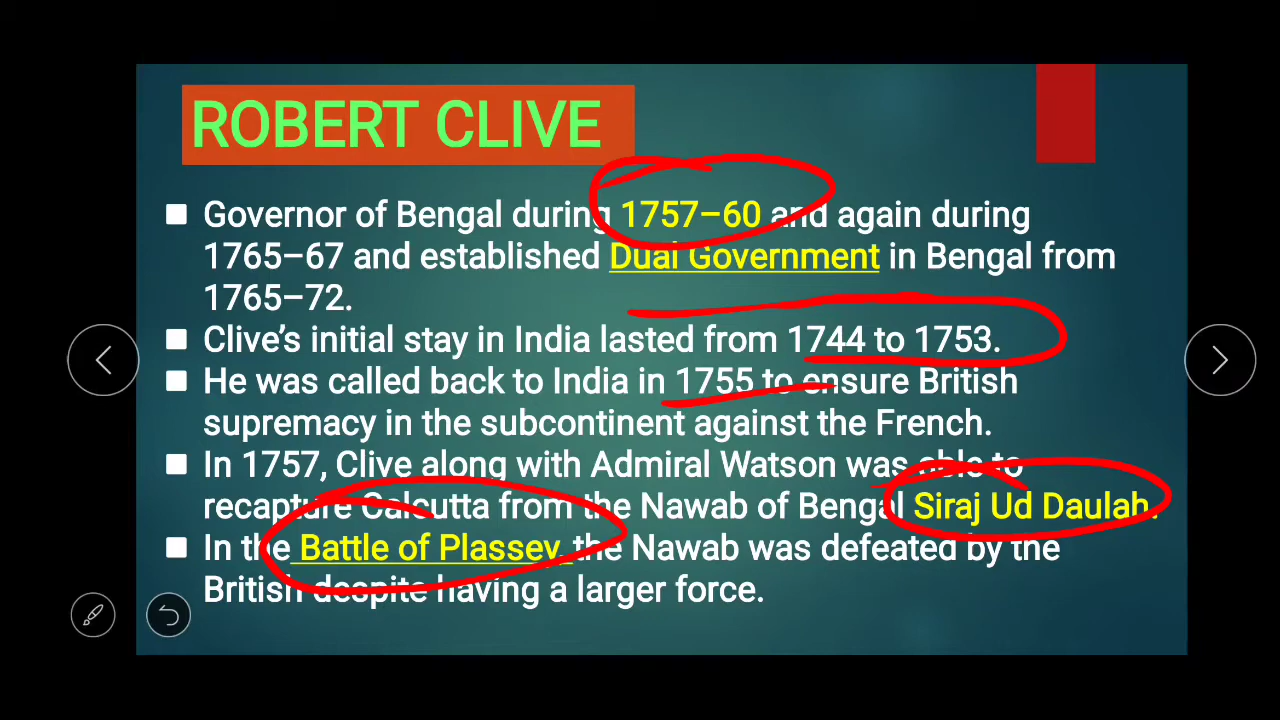 ROBERT CLIVE
Governor of Bengal during 1757–60 and again during
1765–67 and established Dual Government in Bengal from
1765–72.
Clive’s initial stay in India lasted from 1744 to 1753.
He was called back to India in 1755 to ensure British
supremacy in the subcontinent against the French.
In 1757, Clive along with Admiral Watson was able to
recapture Calcutta from the Nawab of Bengal Siraj Ud Daulah.
In the Battle of Plassey, the Nawab was defeated by the
British despite having a larger force.